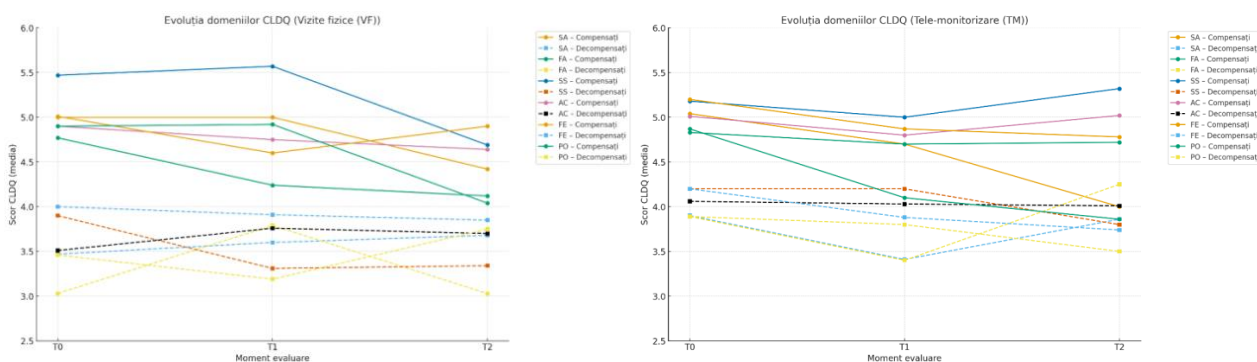 Evoluția domeniilor CLDQ (Vizite fizice (VF))
Scor CLDQ (media)
6.0
5.5
5.0
4.5
4.0
3.5
3.0
2.5
T0
T1
T2
Moment evaluare
SA – Compensați
SA – Decompensați
FA – Compensați
FA – Decompensați
SS – Compensați
SS – Decompensați
AC – Compensați
AC – Decompensați
FE – Compensați
FE – Decompensați
PO – Compensați
PO – Decompensați
Evoluția domeniilor CLDQ (Tele-monitorizare (TM))
Scor CLDQ (media)
6.0
5.5
5.0
4.5
4.0
3.5
3.0
2.5
T0
T1
T2
Moment evaluare
SA – Compensați
SA – Decompensați
FA – Compensați
FA – Decompensați
SS – Compensați
SS – Decompensați
AC – Compensați
AC – Decompensați
FE – Compensați
FE – Decompensați
PO – Compensați
PO – Decompensați